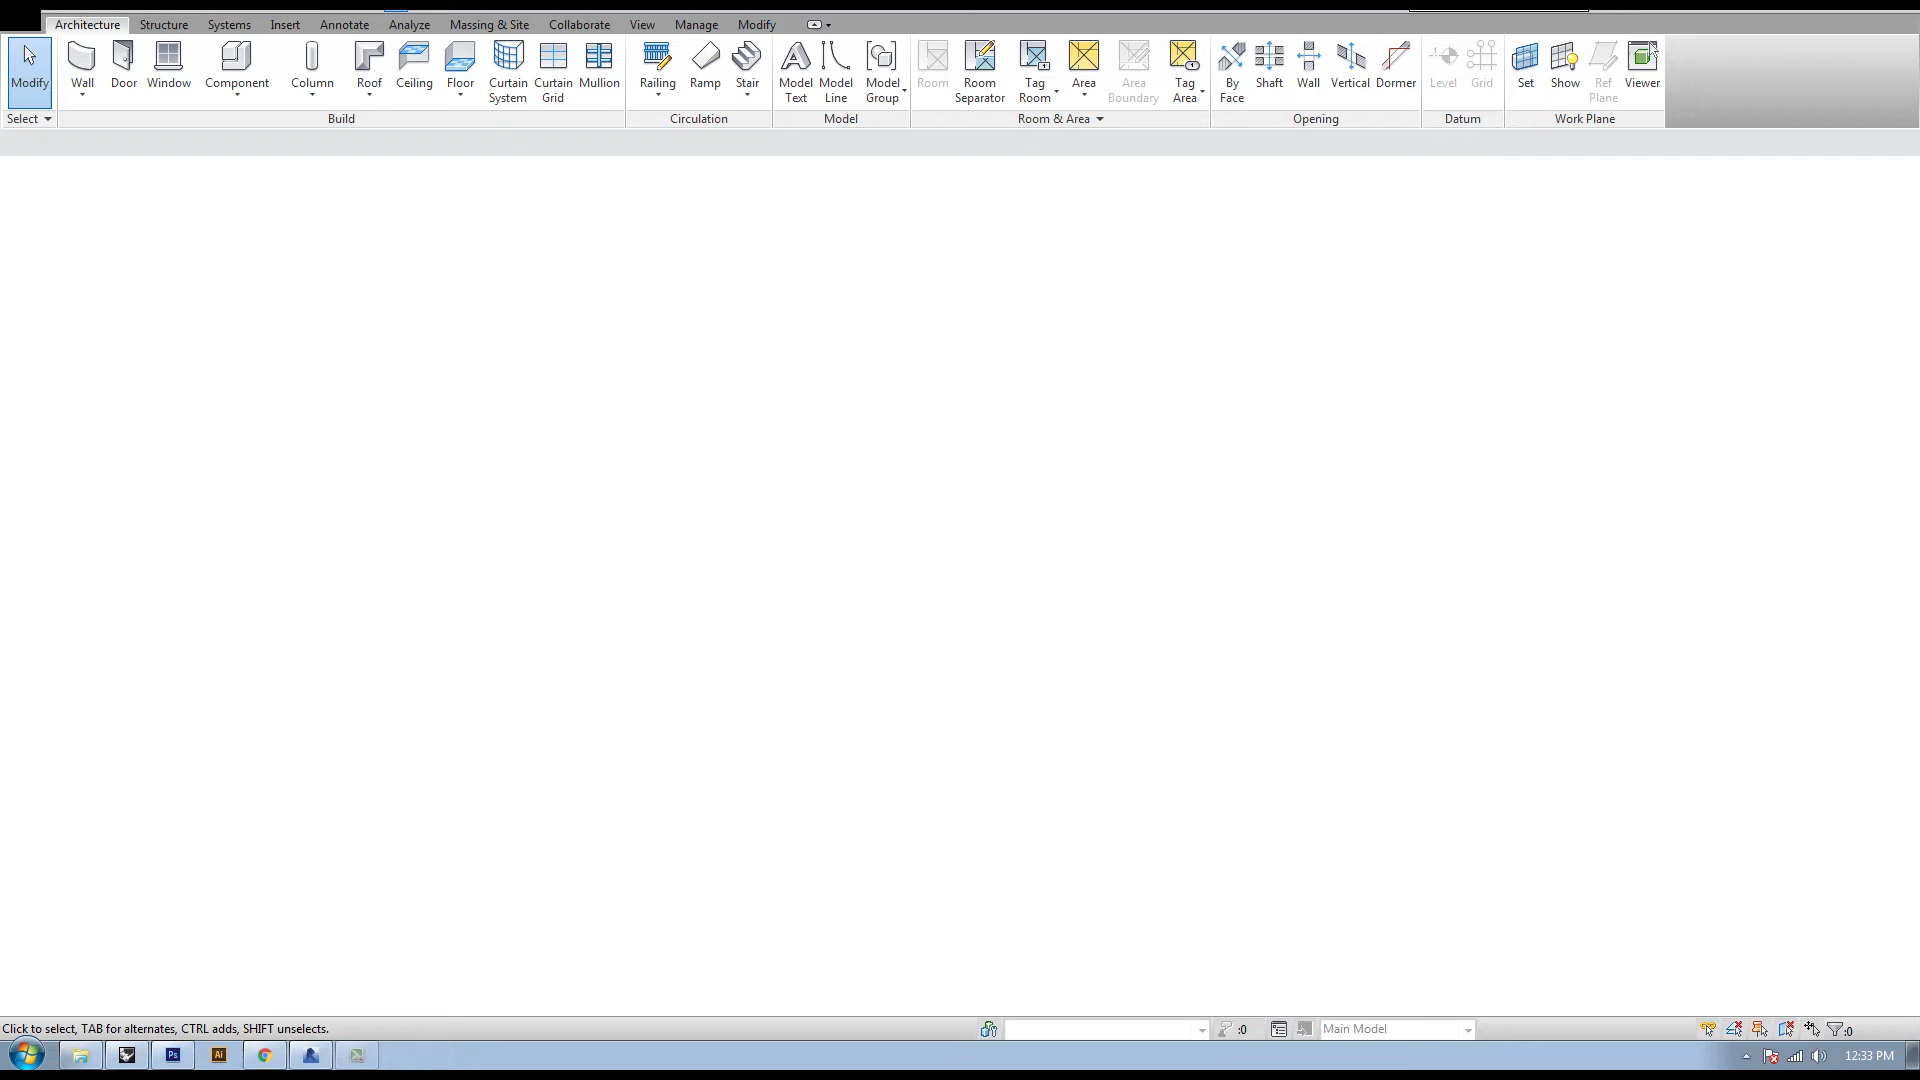 Architecture Structure Systems Insert Annotate Analyze Massing & Site Collaborate View Manage Modify
Modify Wall Door Window Component Column Roof Ceiling Floor Curtain System Curtain Grid Mullion Railing Ramp Stair Model Text Model Line Model Group Room Room Separator Tag Room Area Area Boundary Tag Area By Face Shaft Wall Vertical Dormer Level Grid Set Show Ref Plane Viewer
Select Build Circulation Model Room & Area Opening Datum Work Plane
Click to select, TAB for alternates, CTRL adds, SHIFT unselects. :0 Main Model :0
Ps Ai 12:33 PM